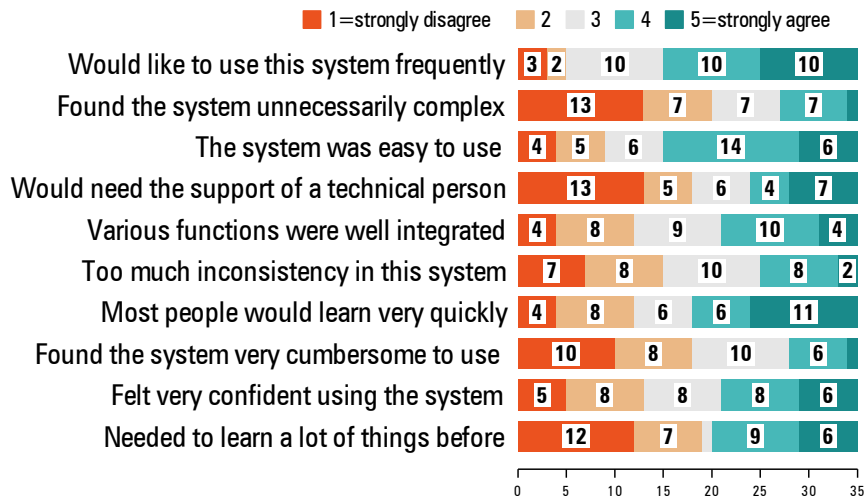 1=strongly disagree 2 3 4 5=strongly agree
Would like to use this system frequently 3 2 10 10 10
Found the system unnecessarily complex 13 7 7 7
The system was easy to use 4 5 6 14 6
Would need the support of a technical person 13 5 6 4 7
Various functions were well integrated 4 8 9 10 4
Too much inconsistency in this system 7 8 10 8 2
Most people would learn very quickly 4 8 6 6 11
Found the system very cumbersome to use 10 8 10 6
Felt very confident using the system 5 8 8 8 6
Needed to learn a lot of things before 12 7 9 6
0 5 10 15 20 25 30 35